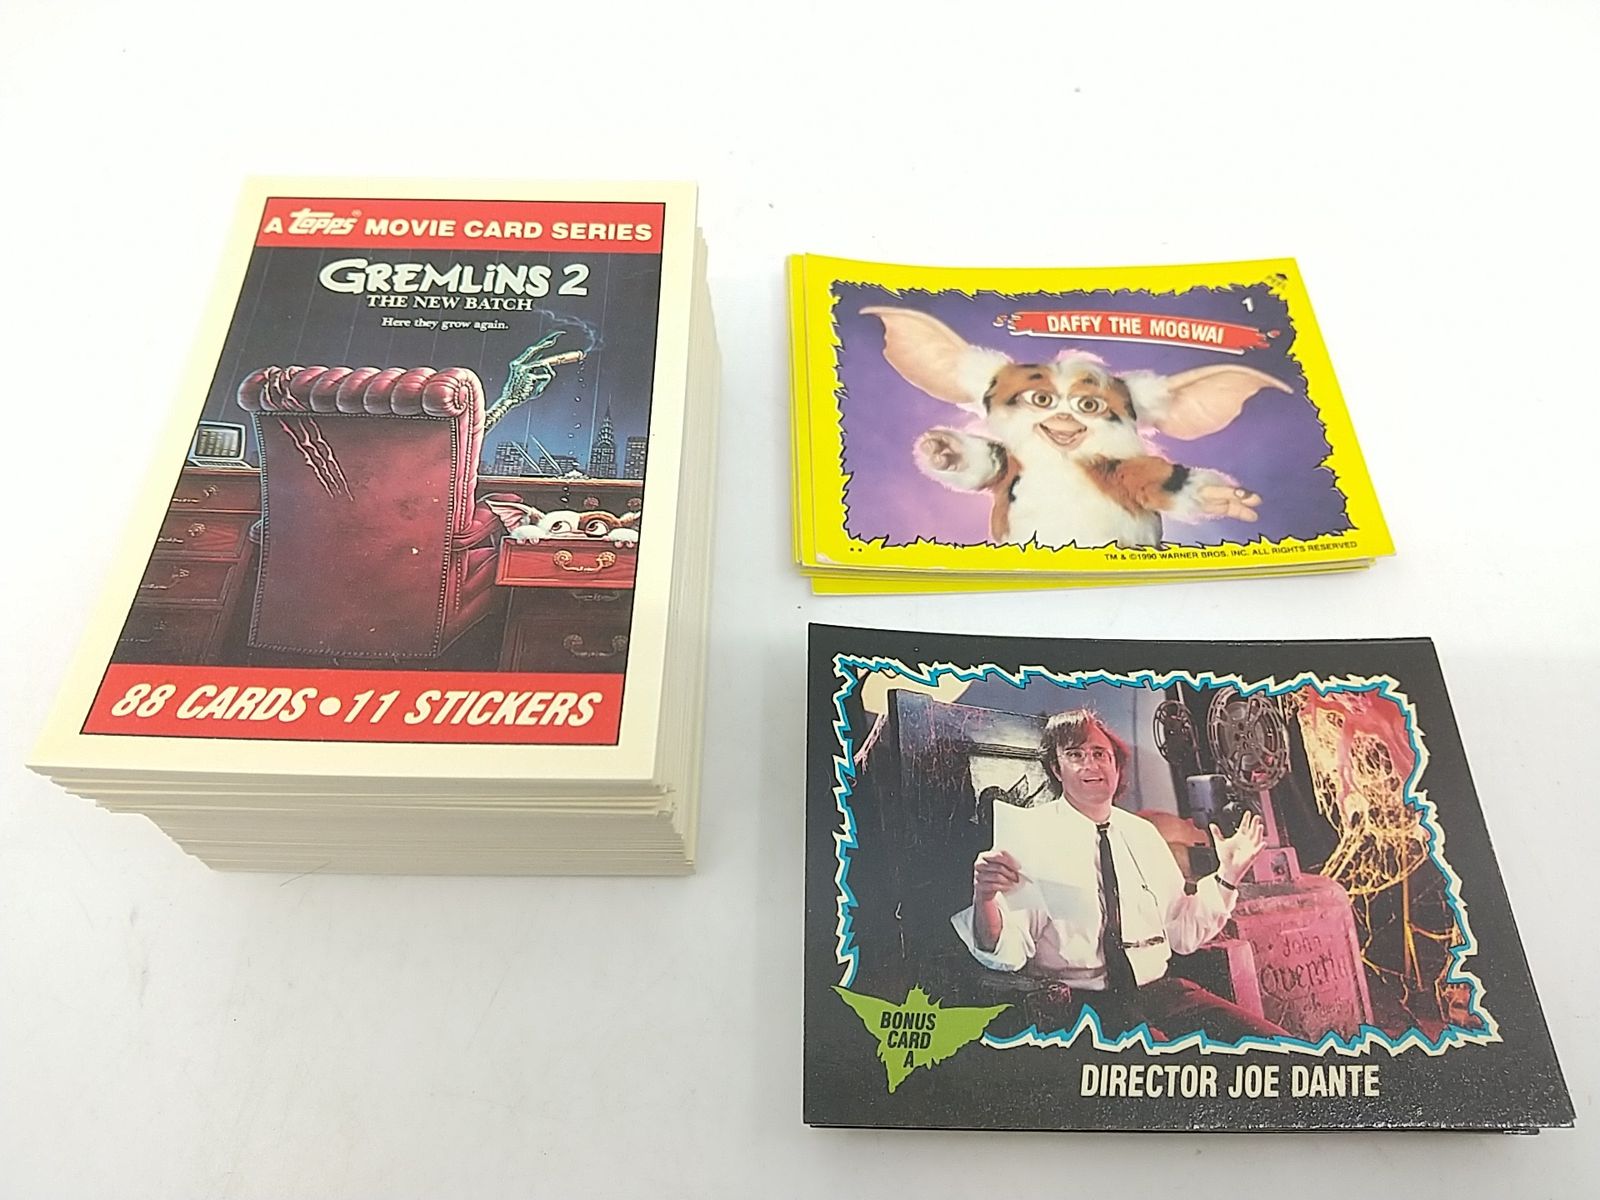 A Topps® MOVIE CARD SERIES
GREMLINS 2
THE NEW BATCH
Here they grow again.
88 CARDS • 11 STICKERS
1
DAFFY THE MOGWAI
**
TM & ©1990 WARNER BROS. INC. ALL RIGHTS RESERVED
John
BONUS
CARD
A
DIRECTOR JOE DANTE